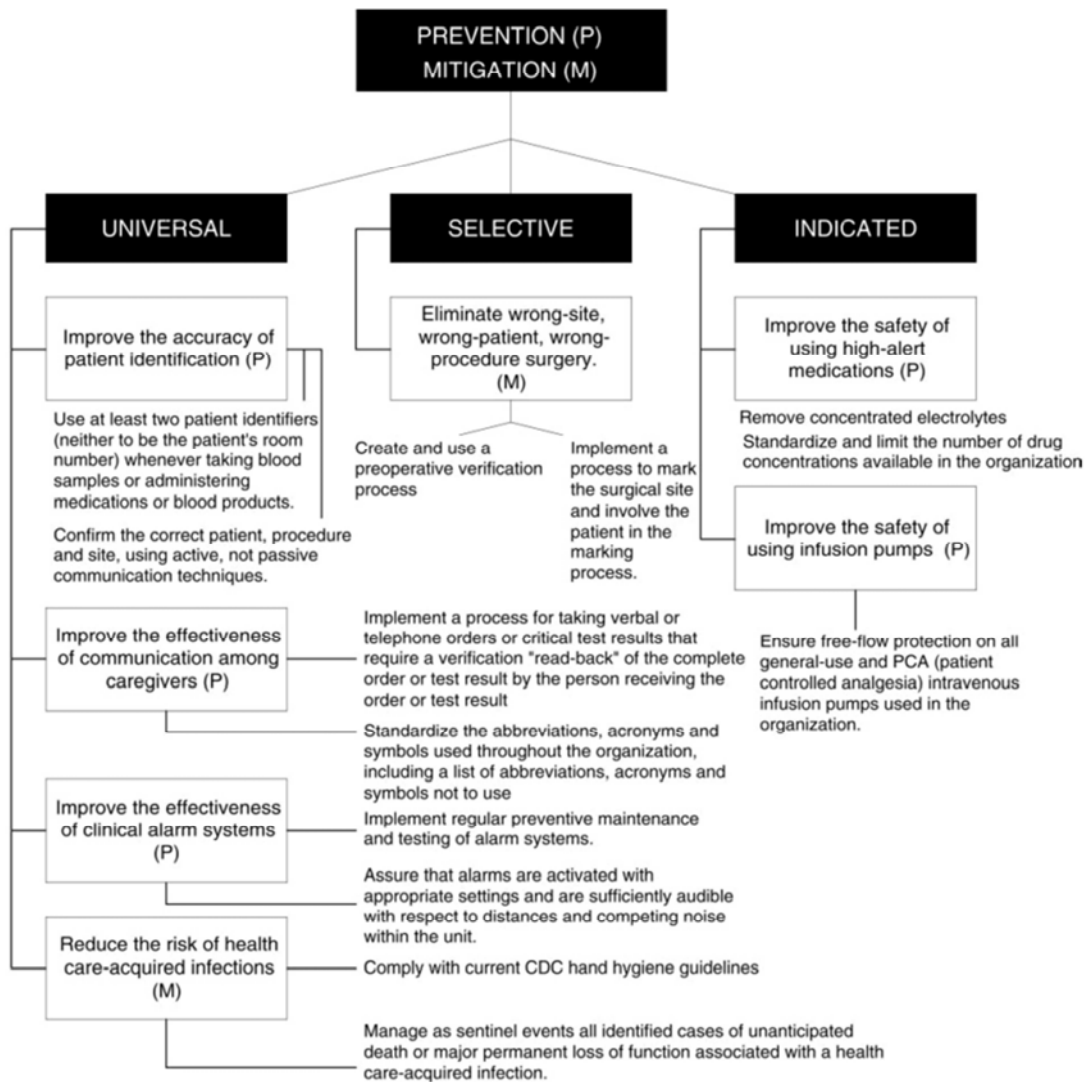 PREVENTION (P)
MITIGATION (M)
UNIVERSAL
Improve the accuracy of
patient identification (P)
Use at least two patient identifiers
(neither to be the patient's room
number) whenever taking blood
samples or administering
medications or blood products.
Confirm the correct patient, procedure
and site, using active, not passive
communication techniques.
Improve the effectiveness
of communication among
caregivers (P)
Implement a process for taking verbal or
telephone orders or critical test results that
require a verification "read-back" of the complete
order or test result by the person receiving the
order or test result
Standardize the abbreviations, acronyms and
symbols used throughout the organization,
including a list of abbreviations, acronyms and
symbols not to use
Improve the effectiveness
of clinical alarm systems
(P)
Implement regular preventive maintenance
and testing of alarm systems.
Assure that alarms are activated with
appropriate settings and are sufficiently audible
with respect to distances and competing noise
within the unit.
Reduce the risk of health
care-acquired infections
(M)
Comply with current CDC hand hygiene guidelines
Manage as sentinel events all identified cases of unanticipated
death or major permanent loss of function associated with a health
care-acquired infection.
SELECTIVE
Eliminate wrong-site,
wrong-patient, wrong-
procedure surgery.
(M)
Create and use a
preoperative verification
process
Implement a
process to mark
the surgical site
and involve the
patient in the
marking
process.
INDICATED
Improve the safety of
using high-alert
medications (P)
Remove concentrated electrolytes
Standardize and limit the number of drug
concentrations available in the organization
Improve the safety of
using infusion pumps (P)
Ensure free-flow protection on all
general-use and PCA (patient
controlled analgesia) intravenous
infusion pumps used in the
organization.